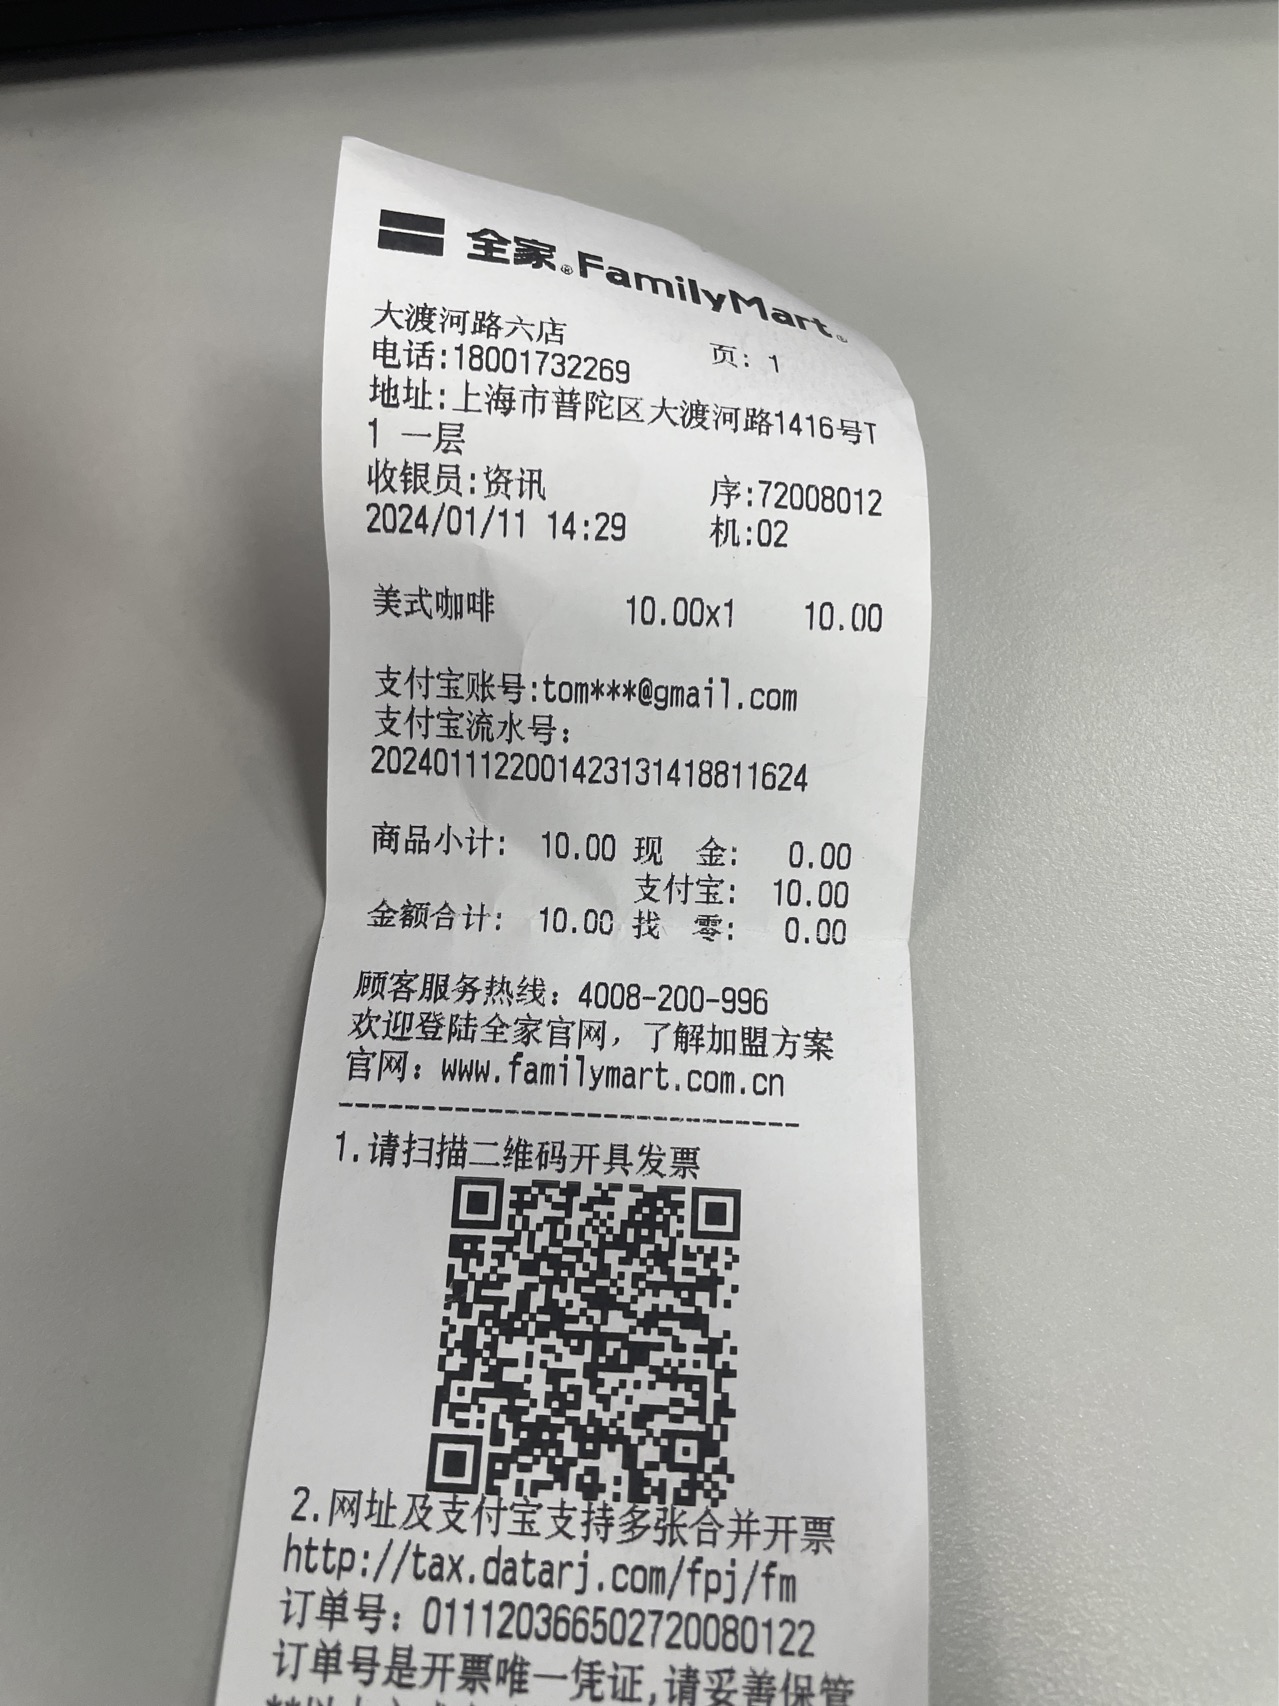 全家®FamilyMart®
大渡河路六店 页: 1
电话:18001732269
地址:上海市普陀区大渡河路1416号T
1 一层
收银员:资讯 序:72008012
2024/01/11 14:29 机:02
美式咖啡 10.00x1 10.00
支付宝账号:tom***@gmail.com
支付宝流水号:
2024011122001423131418811624
商品小计: 10.00 现 金: 0.00
支付宝: 10.00
金额合计: 10.00 找 零: 0.00
顾客服务热线: 4008-200-996
欢迎登陆全家官网, 了解加盟方案
官网: www.familymart.com.cn
------------------------------
1.请扫描二维码开具发票
2.网址及支付宝支持多张合并开票
http://tax.datarj.com/fpj/fm
订单号: 011120366502720080122
订单号是开票唯一凭证,请妥善保管